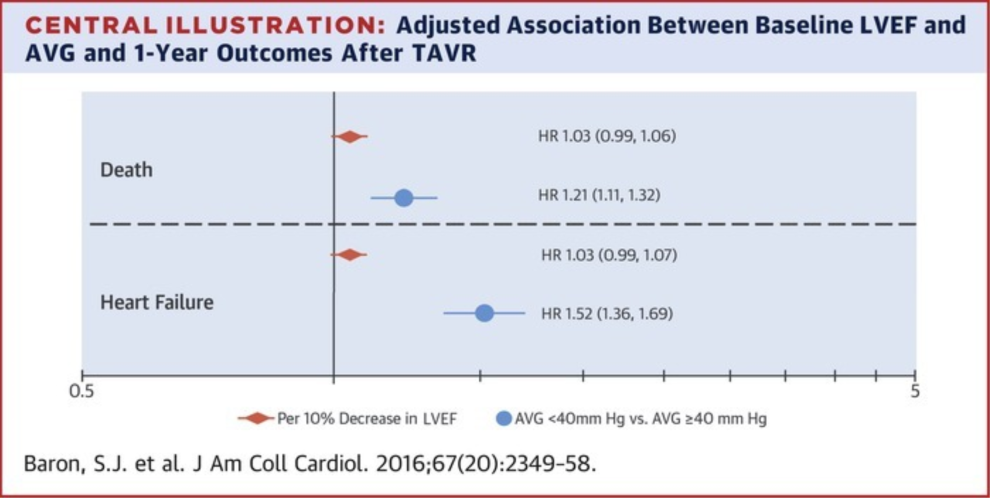 CENTRAL ILLUSTRATION: Adjusted Association Between Baseline LVEF and
AVG and 1-Year Outcomes After TAVR
HR 1.03 (0.99, 1.06)
Death
HR 1.21 (1.11, 1.32)
HR 1.03 (0.99, 1.07)
Heart Failure
HR 1.52 (1.36, 1.69)
0.5 5
Per 10% Decrease in LVEF AVG <40mm Hg vs. AVG ≥40 mm Hg
Baron, S.J. et al. J Am Coll Cardiol. 2016;67(20):2349–58.